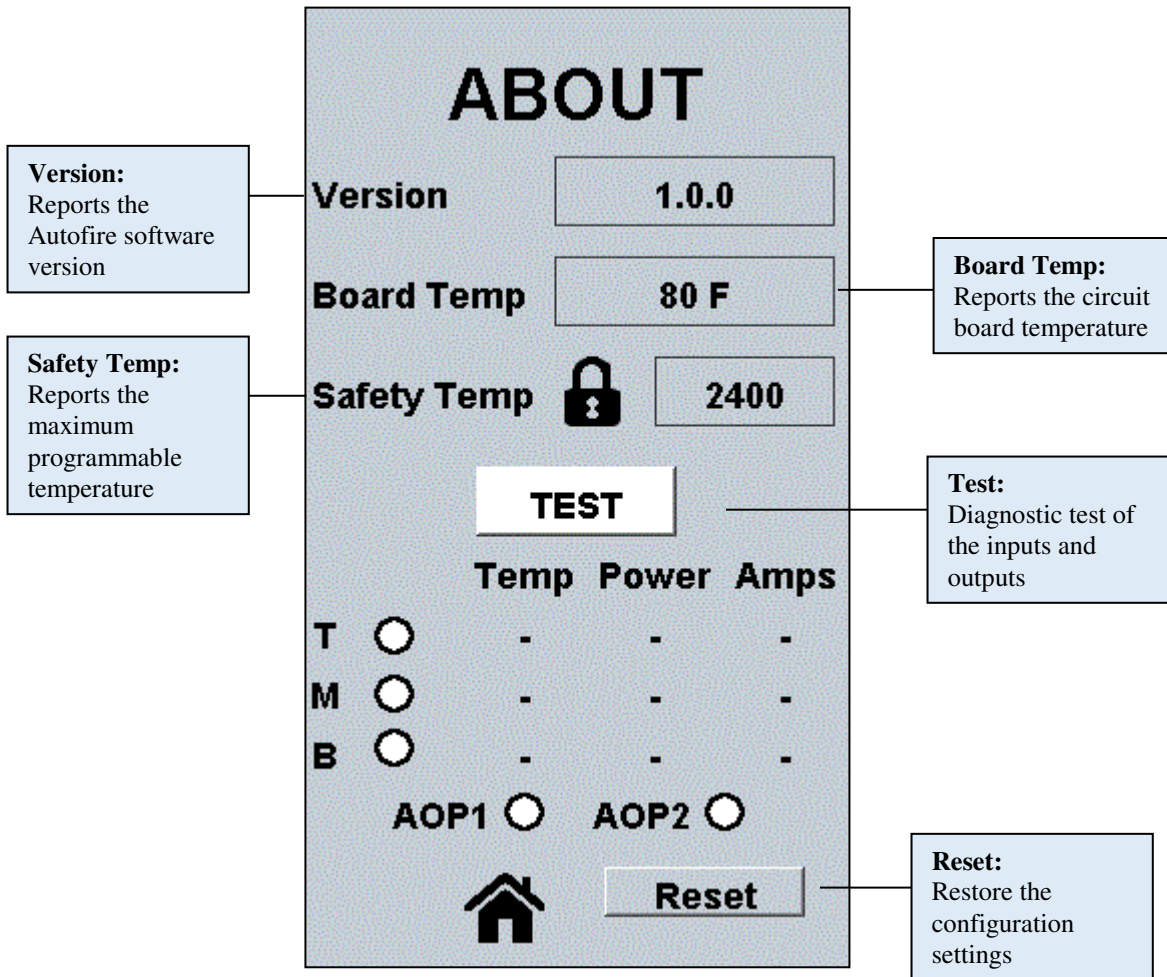 ABOUT
Version:
Reports the
Autofire software
version
Version
1.0.0
Board Temp
80 F
Board Temp:
Reports the circuit
board temperature
Safety Temp:
Reports the
maximum
programmable
temperature
Safety Temp
2400
TEST
Test:
Diagnostic test of
the inputs and
outputs
Temp Power Amps
T - - -
M - - -
B - - -
AOP1 AOP2
Reset
Reset:
Restore the
configuration
settings